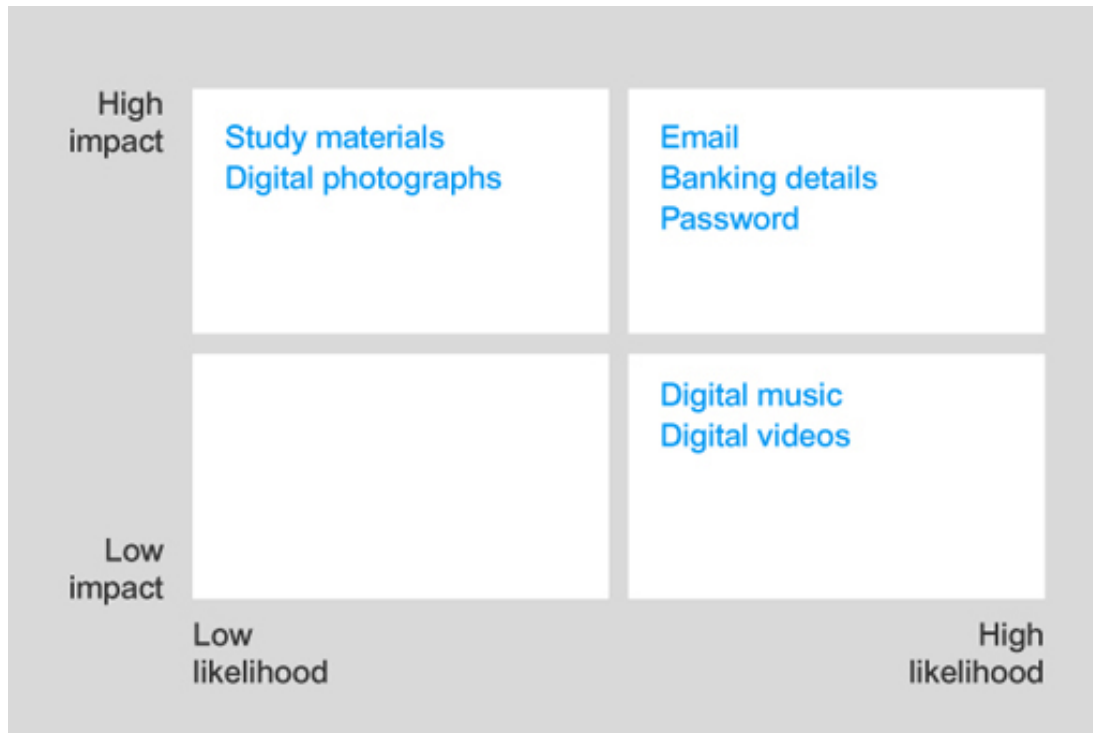 High
impact
Study materials
Digital photographs
Email
Banking details
Password
Digital music
Digital videos
Low
impact
Low
likelihood
High
likelihood